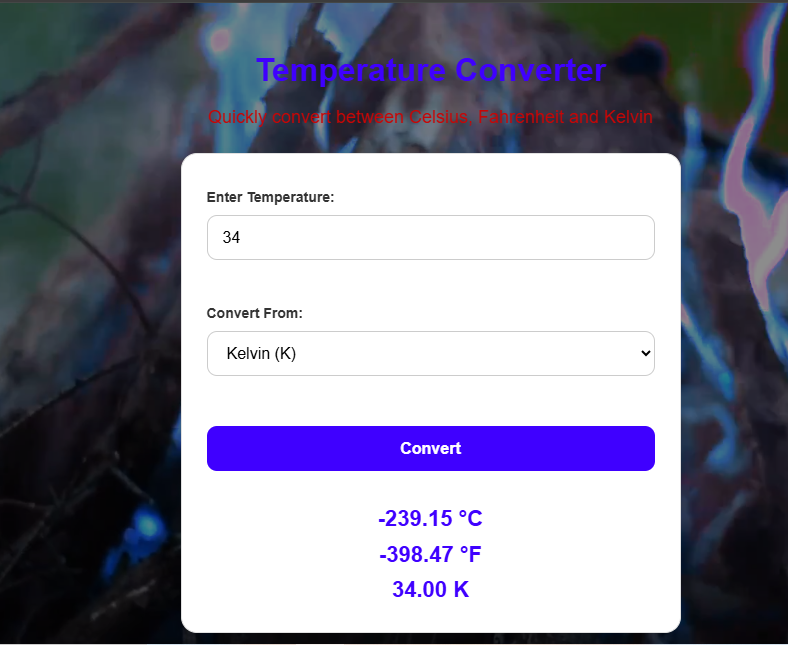 Temperature Converter
Quickly convert between Celsius, Fahrenheit and Kelvin
Enter Temperature:
34
Convert From:
Kelvin (K)
Convert
-239.15 °C
-398.47 °F
34.00 K